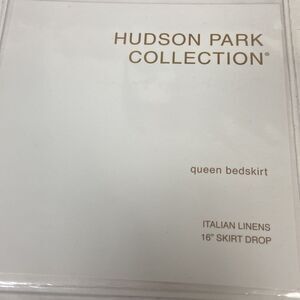 HUDSON PARK
COLLECTION®
queen bedskirt
ITALIAN LINENS
16" SKIRT DROP